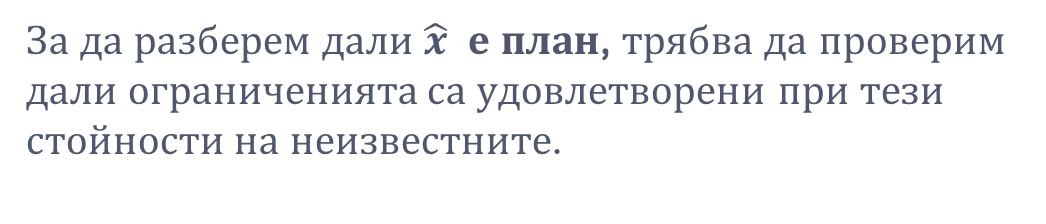 За да разберем дали x̂ е план, трябва да проверим
дали ограниченията са удовлетворени при тези
стойности на неизвестните.